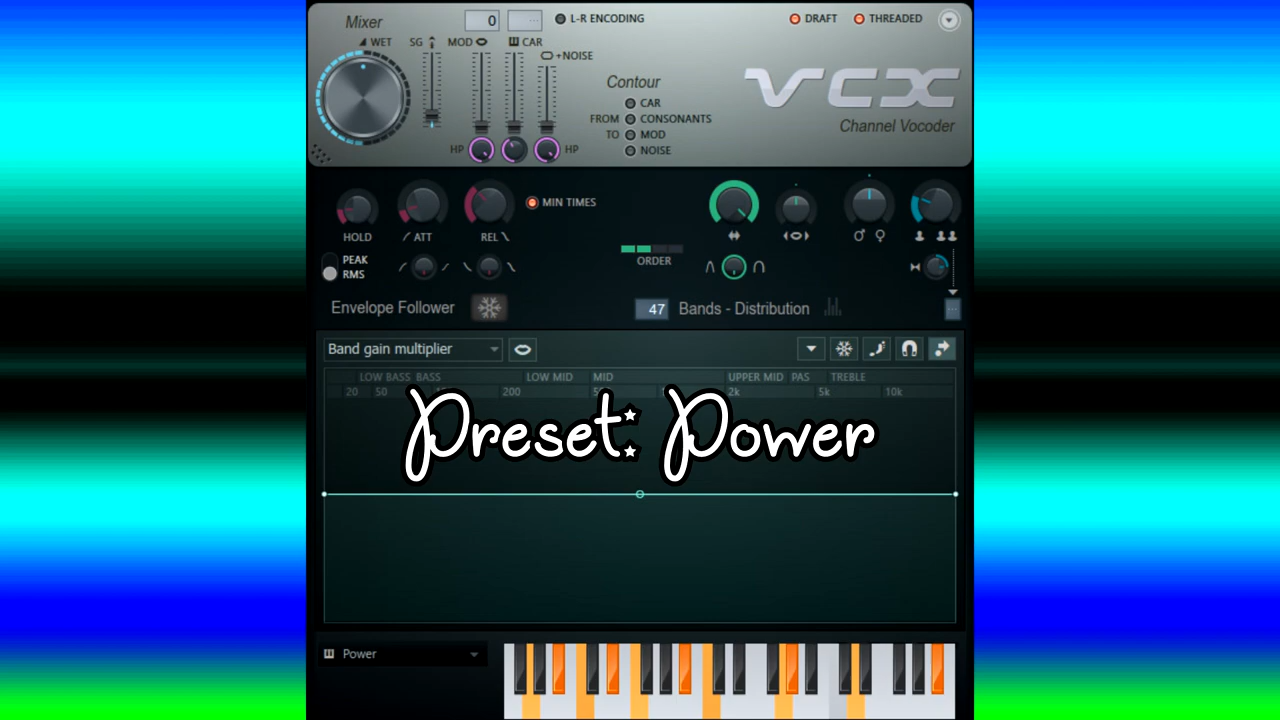 Mixer
0
L-R ENCODING
DRAFT
THREADED
WET
SG
MOD
CAR
+NOISE
Contour
CAR
FROM CONSONANTS
TO MOD
NOISE
VCX
Channel Vocoder
HP
HP
HOLD
ATT
REL
MIN TIMES
PEAK
RMS
ORDER
Envelope Follower
47
Bands - Distribution
Band gain multiplier
LOW BASS BASS LOW MID MID UPPER MID PAS TREBLE
20 50 200 2k 5k 10k
Preset: Power
Power